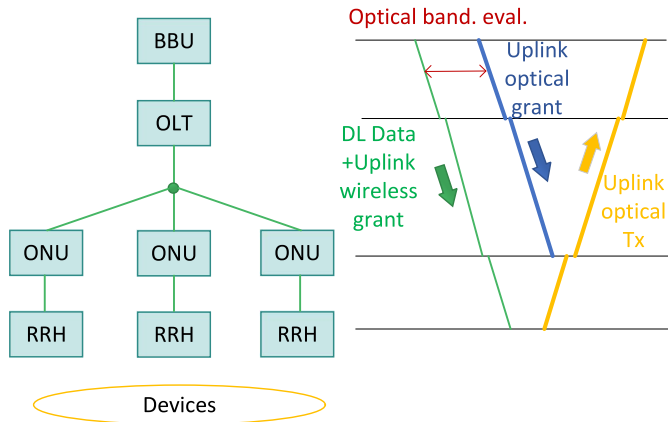 Optical band. eval.
BBU
OLT
ONU
ONU
ONU
RRH
RRH
RRH
Devices
Uplink
optical
grant
DL Data
+Uplink
wireless
grant
Uplink
optical
Tx